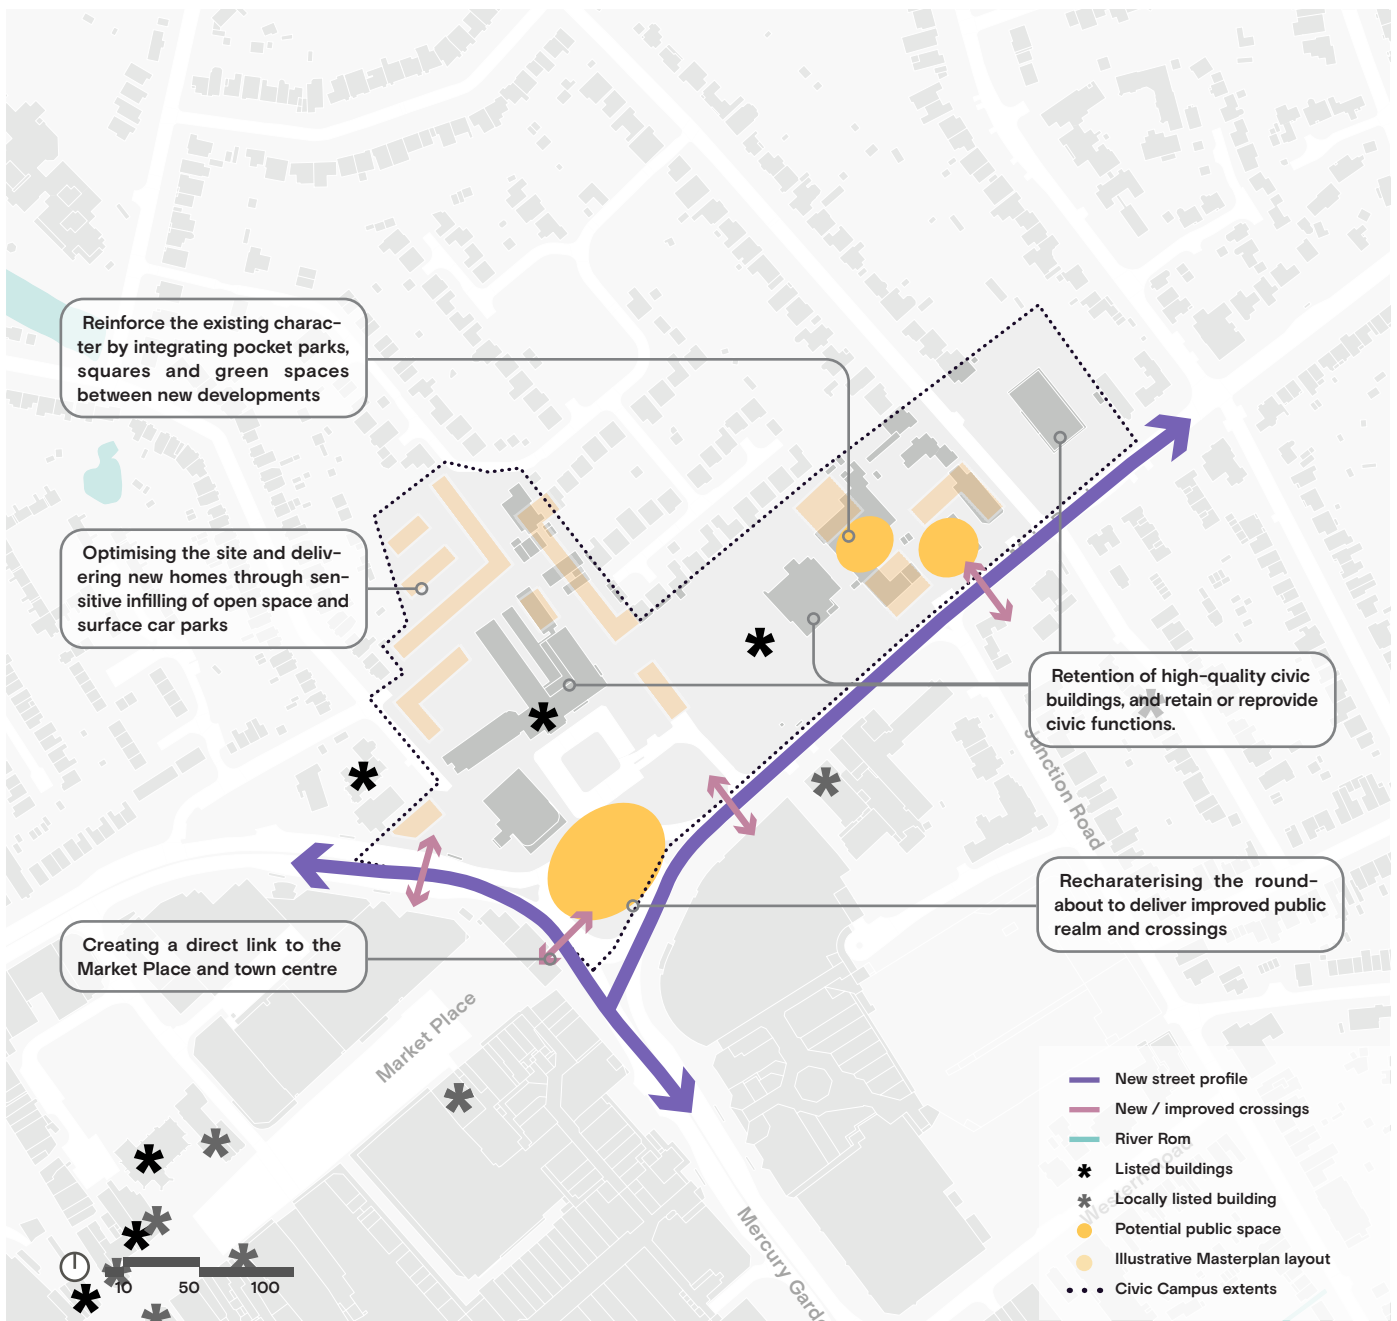 Reinforce the existing charac-
ter by integrating pocket parks,
squares and green spaces
between new developments
Optimising the site and deliv-
ering new homes through sen-
sitive infilling of open space and
surface car parks
Retention of high-quality civic
buildings, and retain or reprovide
civic functions.
Junction Road
Recharaterising the round-
about to deliver improved public
realm and crossings
Creating a direct link to the
Market Place and town centre
Market Place
Mercury Gard
Western Road
New street profile
New / improved crossings
River Rom
Listed buildings
Locally listed building
Potential public space
Illustrative Masterplan layout
Civic Campus extents
10 50 100